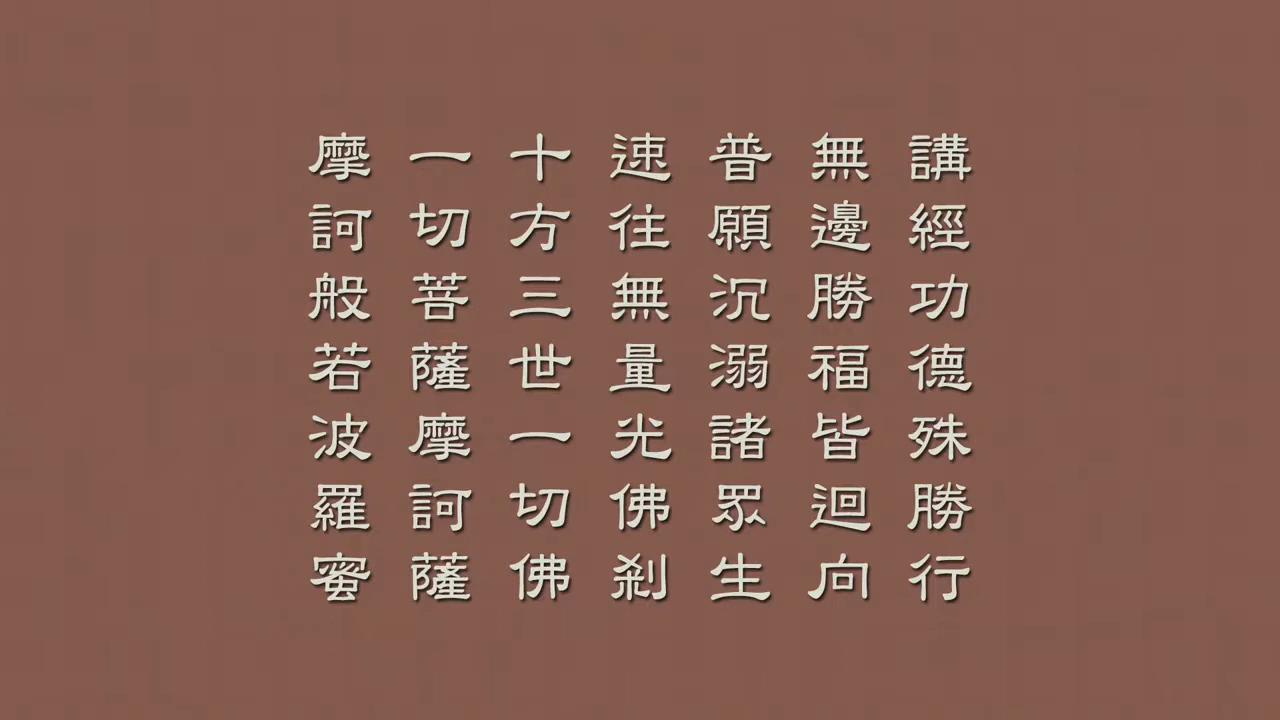 講經功德殊勝行
無邊勝福皆迴向
普願沉溺諸眾生
速往無量光佛剎
十方三世一切佛
一切菩薩摩訶薩
摩訶般若波羅蜜